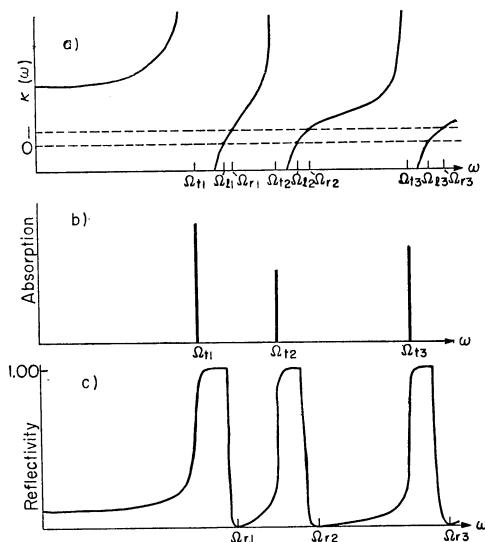 a)
κ (ω)
1
0
Ωt1 Ωℓ1 Ωr1 Ωt2 Ωℓ2 Ωr2 Ωt3 Ωℓ3 Ωr3 ω
b)
Absorption
Ωt1 Ωt2 Ωt3 ω
1.00
c)
Reflectivity
Ωr1 Ωr2 Ωr3 ω